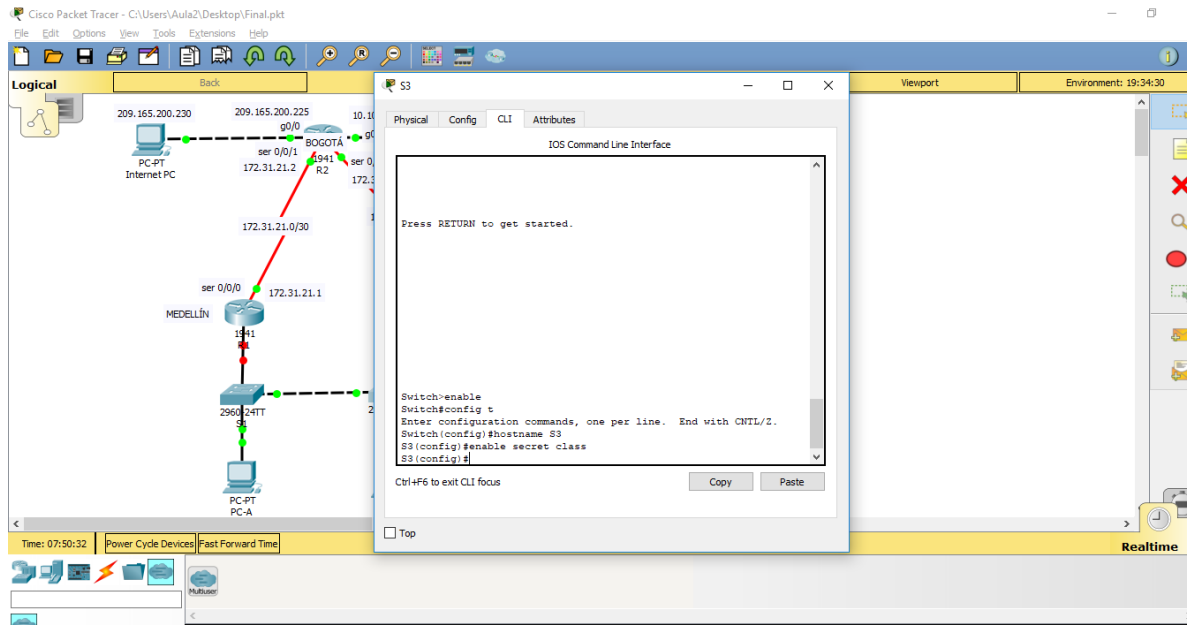 Cisco Packet Tracer - C:\Users\Aula2\Desktop\Final.pkt
File Edit Options View Tools Extensions Help
Logical
Back
Viewport
Environment: 19:34:30
209.165.200.230
209.165.200.225
g0/0
BOGOTÁ
ser 0/0/1
1941
R2
172.31.21.2
PC-PT
Internet PC
172.31.21.0/30
ser 0/0/0
172.31.21.1
MEDELLÍN
1941
R1
2960-24TT
S1
PC-PT
PC-A
S3
Physical Config CLI Attributes
IOS Command Line Interface
Press RETURN to get started.
Switch>enable
Switch#config t
Enter configuration commands, one per line. End with CNTL/Z.
Switch(config)#hostname S3
S3(config)#enable secret class
S3(config)#
Ctrl+F6 to exit CLI focus
Copy
Paste
Top
Time: 07:50:32
Power Cycle Devices
Fast Forward Time
Realtime
Multiuser